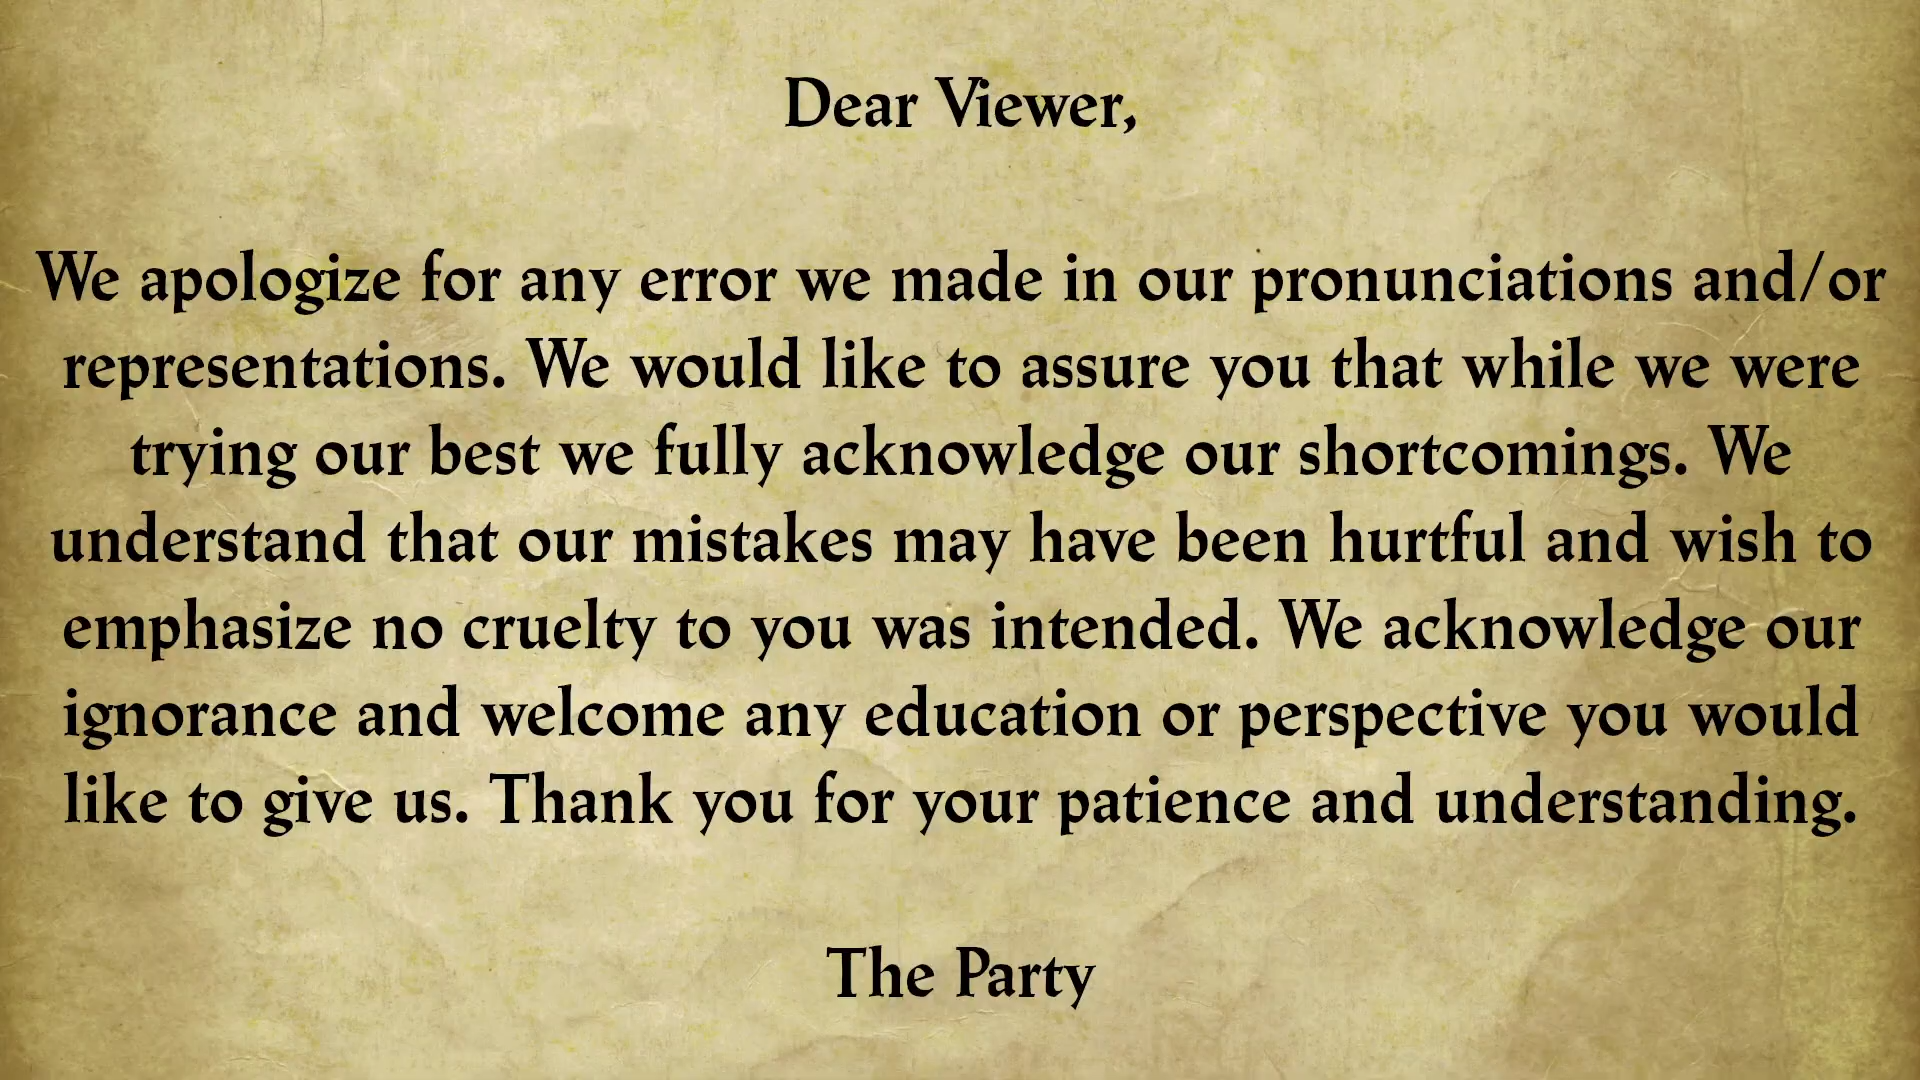 Dear Viewer,
We apologize for any error we made in our pronunciations and/or
representations. We would like to assure you that while we were
trying our best we fully acknowledge our shortcomings. We
understand that our mistakes may have been hurtful and wish to
emphasize no cruelty to you was intended. We acknowledge our
ignorance and welcome any education or perspective you would
like to give us. Thank you for your patience and understanding.
The Party